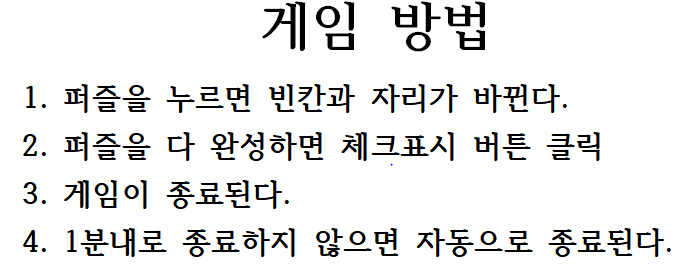 게임 방법
1. 퍼즐을 누르면 빈칸과 자리가 바뀐다.
2. 퍼즐을 다 완성하면 체크표시 버튼 클릭
3. 게임이 종료된다.
4. 1분내로 종료하지 않으면 자동으로 종료된다.